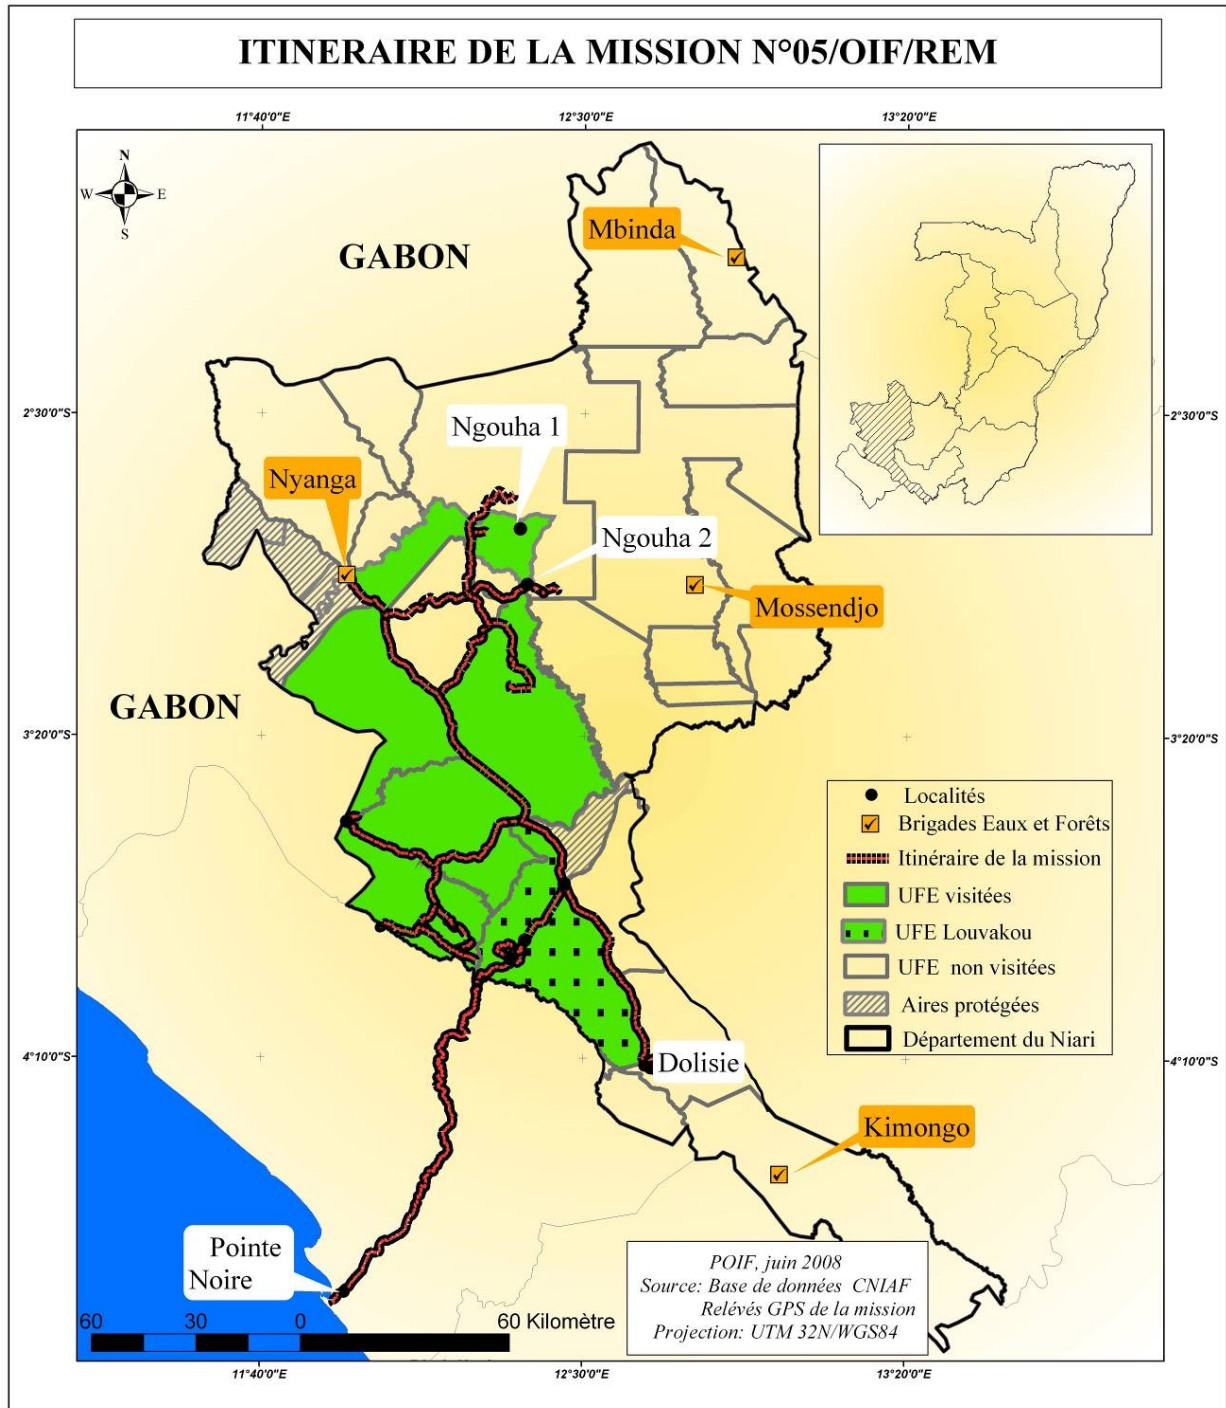 ITINERAIRE DE LA MISSION N°05/OIF/REM
11°40'0"E
12°30'0"E
13°20'0"E
N
W
E
S
GABON
Mbinda
2°30'0"S
2°30'0"S
Ngouha 1
Nyanga
Ngouha 2
Mossendjo
GABON
3°20'0"S
3°20'0"S
Localités
Brigades Eaux et Forêts
Itinéraire de la mission
UFE visitées
UFE Louvakou
UFE non visitées
Aires protégées
Département du Niari
4°10'0"S
4°10'0"S
Dolisie
Kimongo
Pointe
Noire
POIF, juin 2008
Source: Base de données CNIAF
Rélévés GPS de la mission
Projection: UTM 32N/WGS84
60
30
0
60 Kilomètre
11°40'0"E
12°30'0"E
13°20'0"E